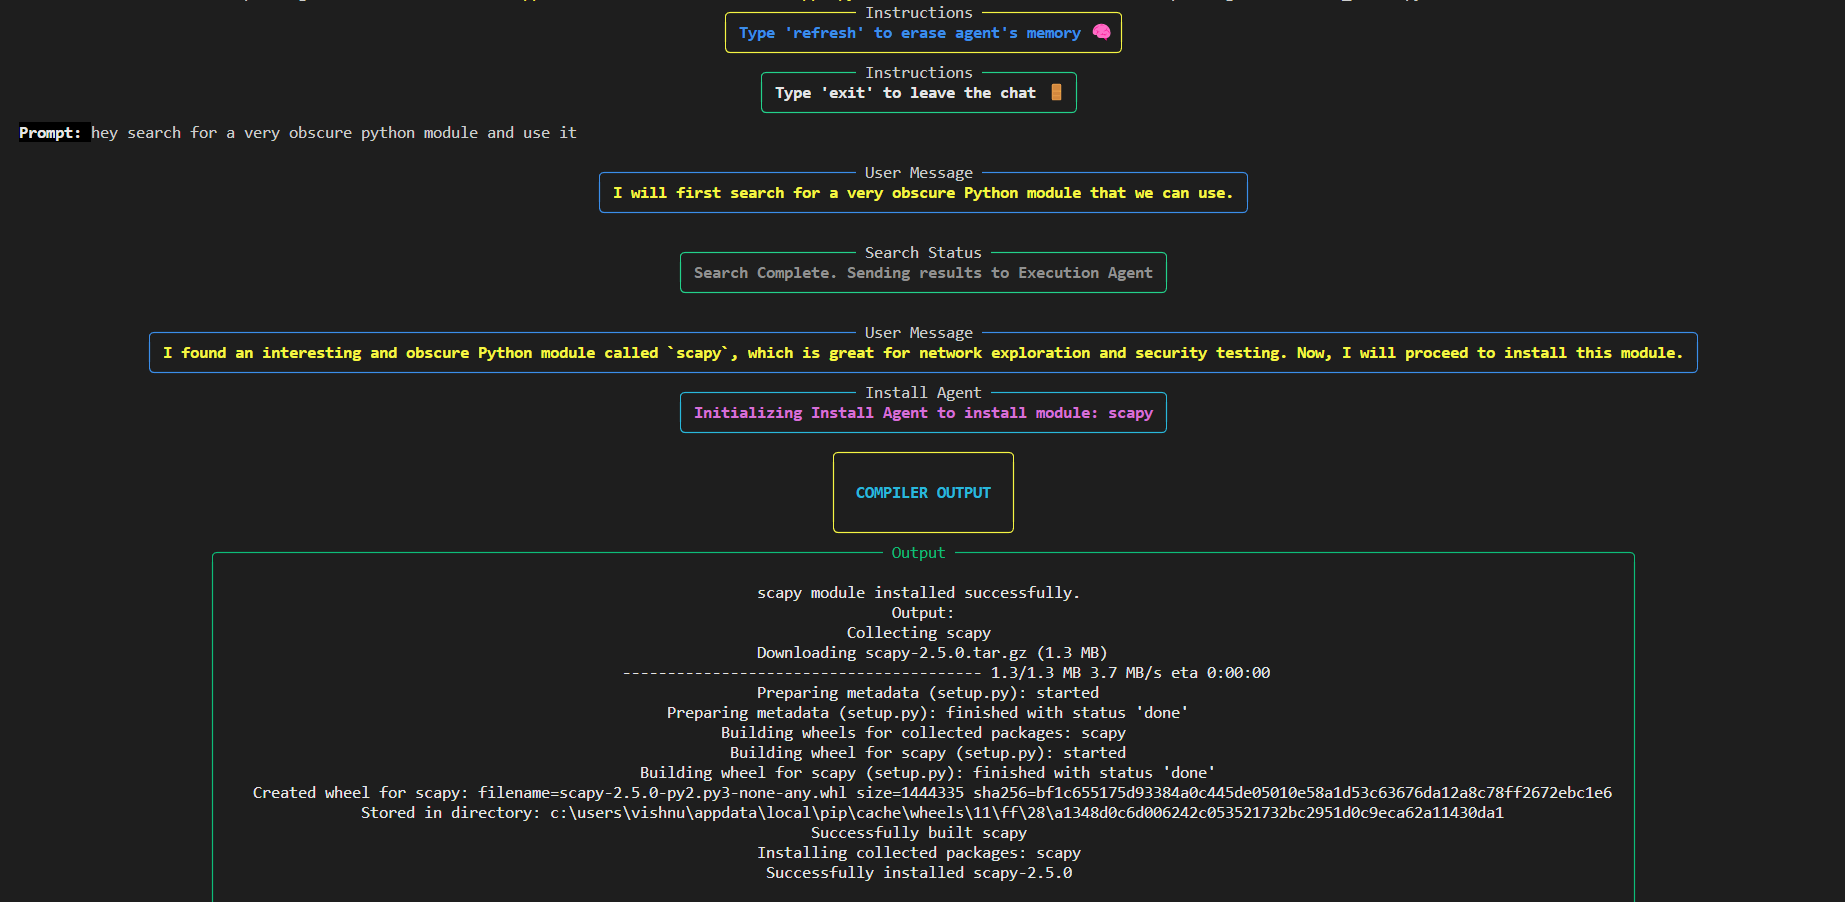 Instructions
Type 'refresh' to erase agent's memory 🧠
Instructions
Type 'exit' to leave the chat 🚪
Prompt: hey search for a very obscure python module and use it
User Message
I will first search for a very obscure Python module that we can use.
Search Status
Search Complete. Sending results to Execution Agent
User Message
I found an interesting and obscure Python module called `scapy`, which is great for network exploration and security testing. Now, I will proceed to install this module.
Install Agent
Initializing Install Agent to install module: scapy
COMPILER OUTPUT
Output
scapy module installed successfully.
Output:
Collecting scapy
Downloading scapy-2.5.0.tar.gz (1.3 MB)
---------------------------------------- 1.3/1.3 MB 3.7 MB/s eta 0:00:00
Preparing metadata (setup.py): started
Preparing metadata (setup.py): finished with status 'done'
Building wheels for collected packages: scapy
Building wheel for scapy (setup.py): started
Building wheel for scapy (setup.py): finished with status 'done'
Created wheel for scapy: filename=scapy-2.5.0-py2.py3-none-any.whl size=1444335 sha256=bf1c655175d93384a0c445de05010e58a1d53c63676da12a8c78ff2672ebc1e6
Stored in directory: c:\users\vishnu\appdata\local\pip\cache\wheels\11\ff\28\a1348d0c6d006242c053521732bc2951d0c9eca62a11430da1
Successfully built scapy
Installing collected packages: scapy
Successfully installed scapy-2.5.0